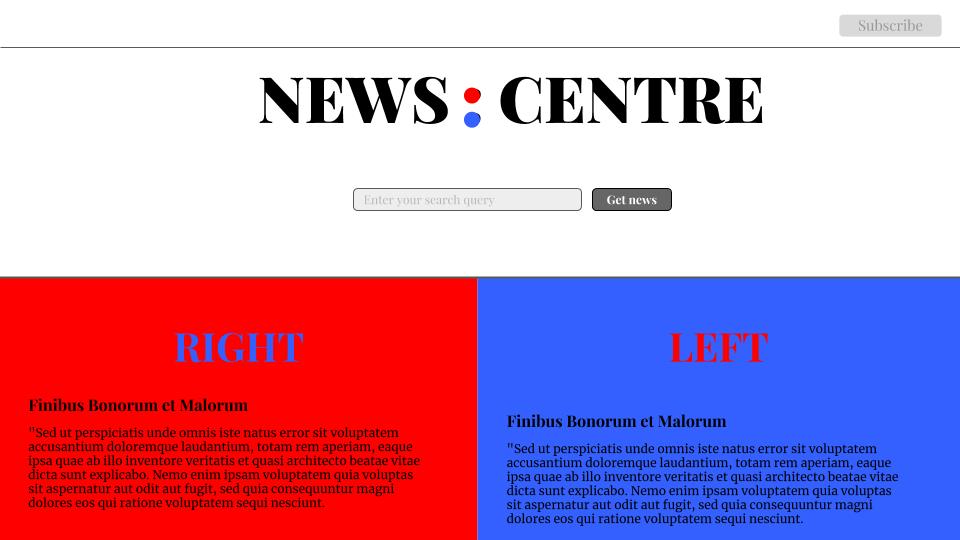 Subscribe
NEWS : CENTRE
Enter your search query
Get news
RIGHT
Finibus Bonorum et Malorum
"Sed ut perspiciatis unde omnis iste natus error sit voluptatem
accusantium doloremque laudantium, totam rem aperiam, eaque
ipsa quae ab illo inventore veritatis et quasi architecto beatae vitae
dicta sunt explicabo. Nemo enim ipsam voluptatem quia voluptas
sit aspernatur aut odit aut fugit, sed quia consequuntur magni
dolores eos qui ratione voluptatem sequi nesciunt.
LEFT
Finibus Bonorum et Malorum
"Sed ut perspiciatis unde omnis iste natus error sit voluptatem
accusantium doloremque laudantium, totam rem aperiam, eaque
ipsa quae ab illo inventore veritatis et quasi architecto beatae vitae
dicta sunt explicabo. Nemo enim ipsam voluptatem quia voluptas
sit aspernatur aut odit aut fugit, sed quia consequuntur magni
dolores eos qui ratione voluptatem sequi nesciunt.